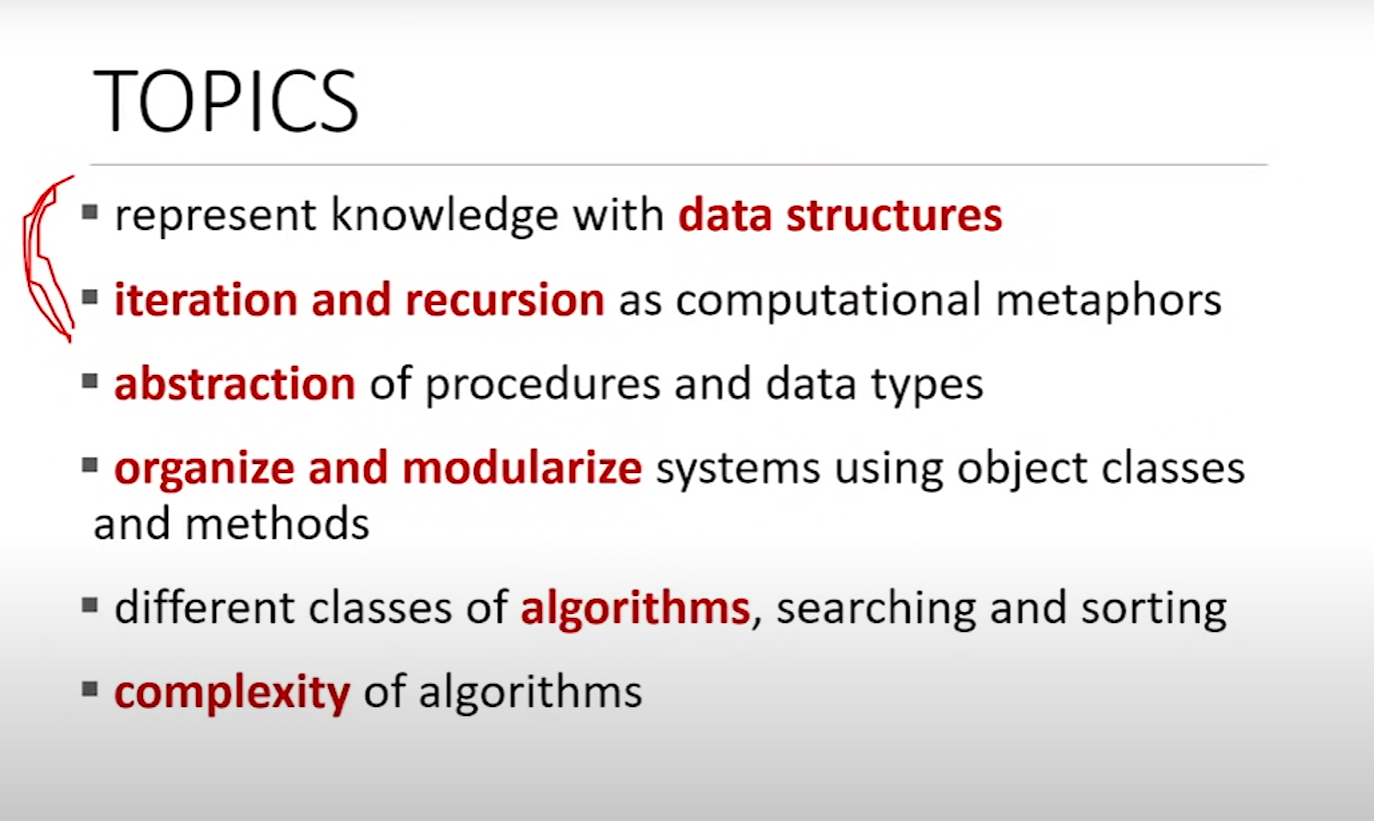 TOPICS
▪ represent knowledge with data structures
▪ iteration and recursion as computational metaphors
▪ abstraction of procedures and data types
▪ organize and modularize systems using object classes
and methods
▪ different classes of algorithms, searching and sorting
▪ complexity of algorithms